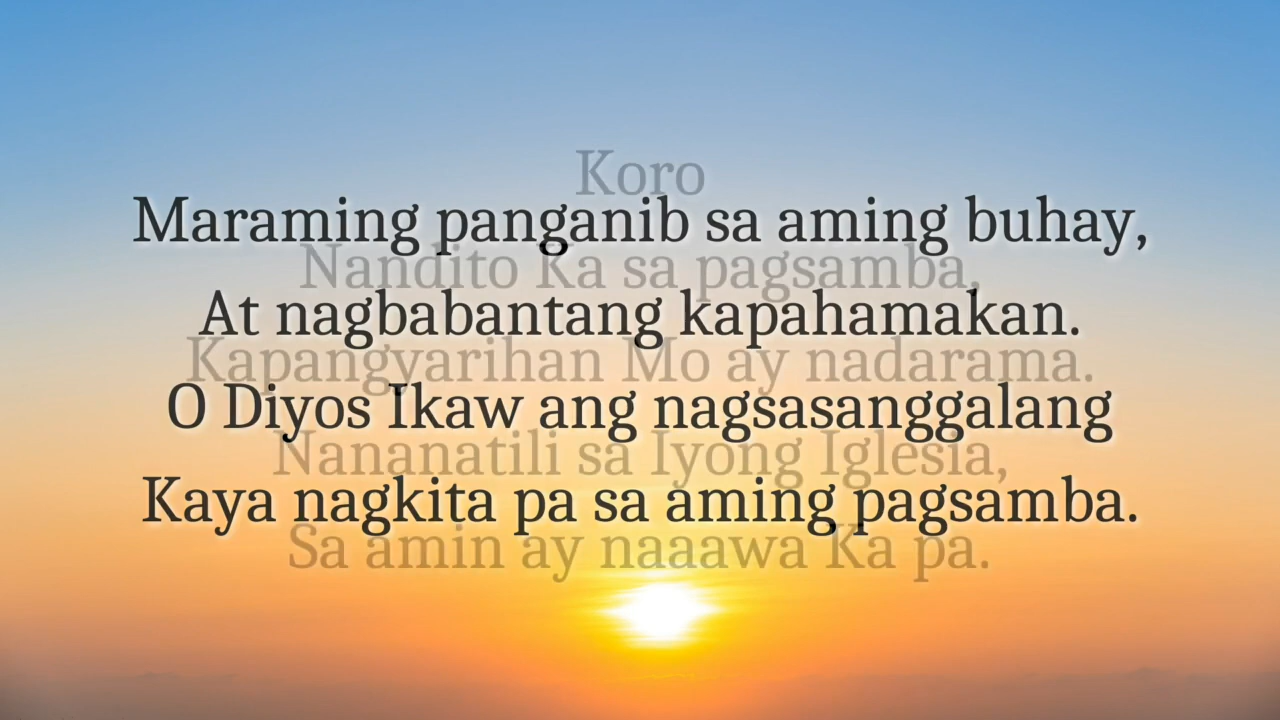 Koro
Maraming panganib sa aming buhay,
Nandito Ka sa pagsamba,
At nagbabantang kapahamakan.
Kapangyarihan Mo ay nadarama.
O Diyos Ikaw ang nagsasanggalang
Nananatili sa Iyong Iglesia,
Kaya nagkita pa sa aming pagsamba.
Sa amin ay naaawa Ka pa.